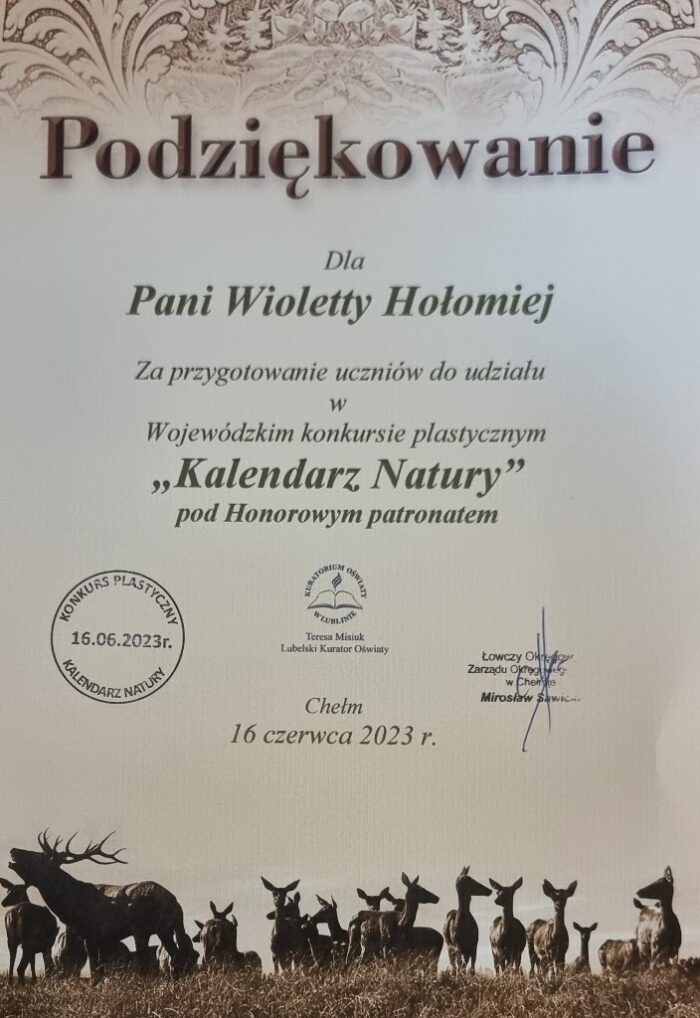 Podziękowanie
Dla
Pani Wioletty Hołomiej
Za przygotowanie uczniów do udziału
w
Wojewódzkim konkursie plastycznym
„Kalendarz Natury”
pod Honorowym patronatem
KONKURS PLASTYCZNY
16.06.2023r.
KALENDARZ NATURY
KURATORIUM OŚWIATY
W LUBLINIE
Teresa Misiuk
Lubelski Kurator Oświaty
Łowczy
Zarządu
w Chełmie
Mirosław
Chełm
16 czerwca 2023 r.